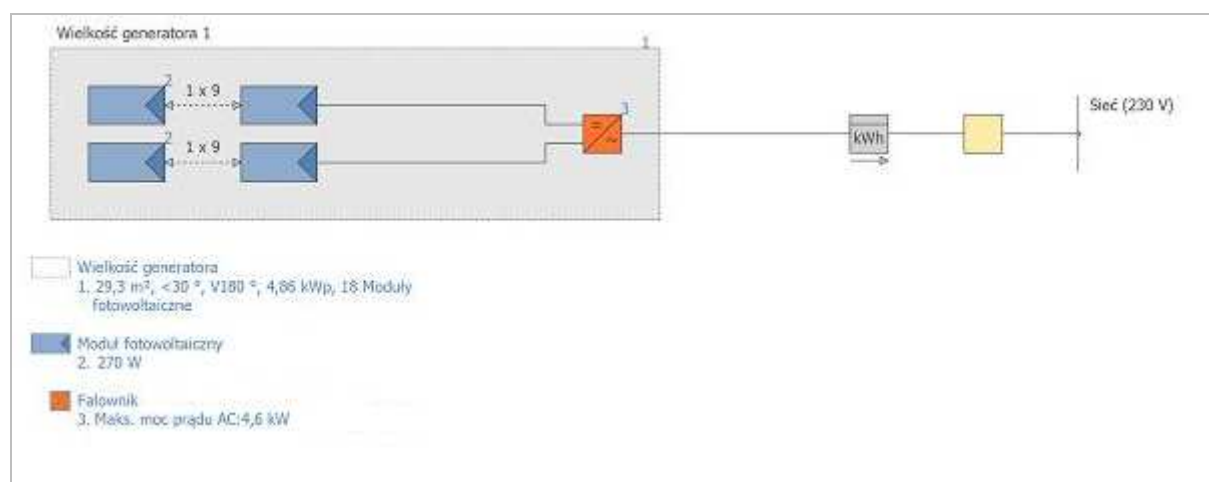 Wielkość generatora 1
1
2
1 x 9
3
Sieć (230 V)
2
1 x 9
=
~
kWh
Wielkość generatora
1. 29,3 m², <30 °, V180 °, 4,86 kWp, 18 Moduły
fotowoltaiczne
Moduł fotowoltaiczny
2. 270 W
Falownik
3. Maks. moc prądu AC:4,6 kW